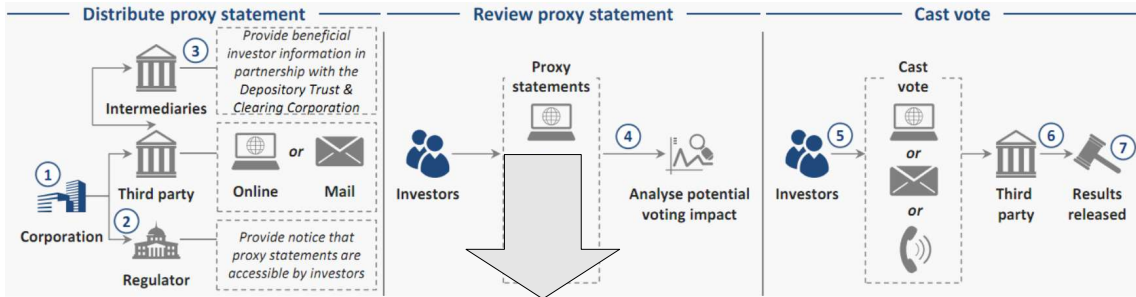 Distribute proxy statement
3
Provide beneficial
investor information in
partnership with the
Depository Trust &
Clearing Corporation
Intermediaries
Third party
or
Online
Mail
1
Corporation
2
Regulator
Provide notice that
proxy statements are
accessible by investors
Review proxy statement
Investors
Proxy
statements
4
Analyse potential
voting impact
Cast vote
Investors
5
Cast
vote
or
or
Third
party
6
7
Results
released